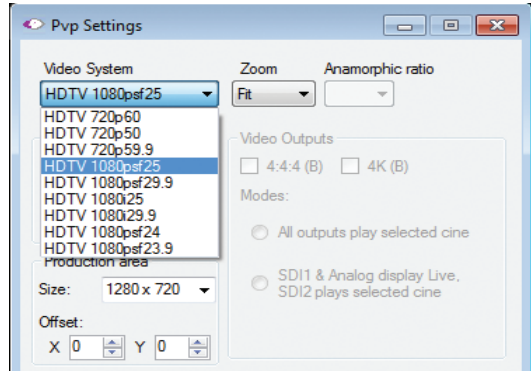 Pvp Settings
Video System
Zoom
Anamorphic ratio
HDTV 1080psf25
Fit
HDTV 720p60
HDTV 720p50
HDTV 720p59.9
HDTV 1080psf25
HDTV 1080psf29.9
HDTV 1080i25
HDTV 1080i29.9
HDTV 1080psf24
HDTV 1080psf23.9
Video Outputs
4:4:4 (B)
4K (B)
Modes:
All outputs play selected cine
SDI1 & Analog display Live,
SDI2 plays selected cine
Production area
Size:
1280 x 720
Offset:
X 0
Y 0